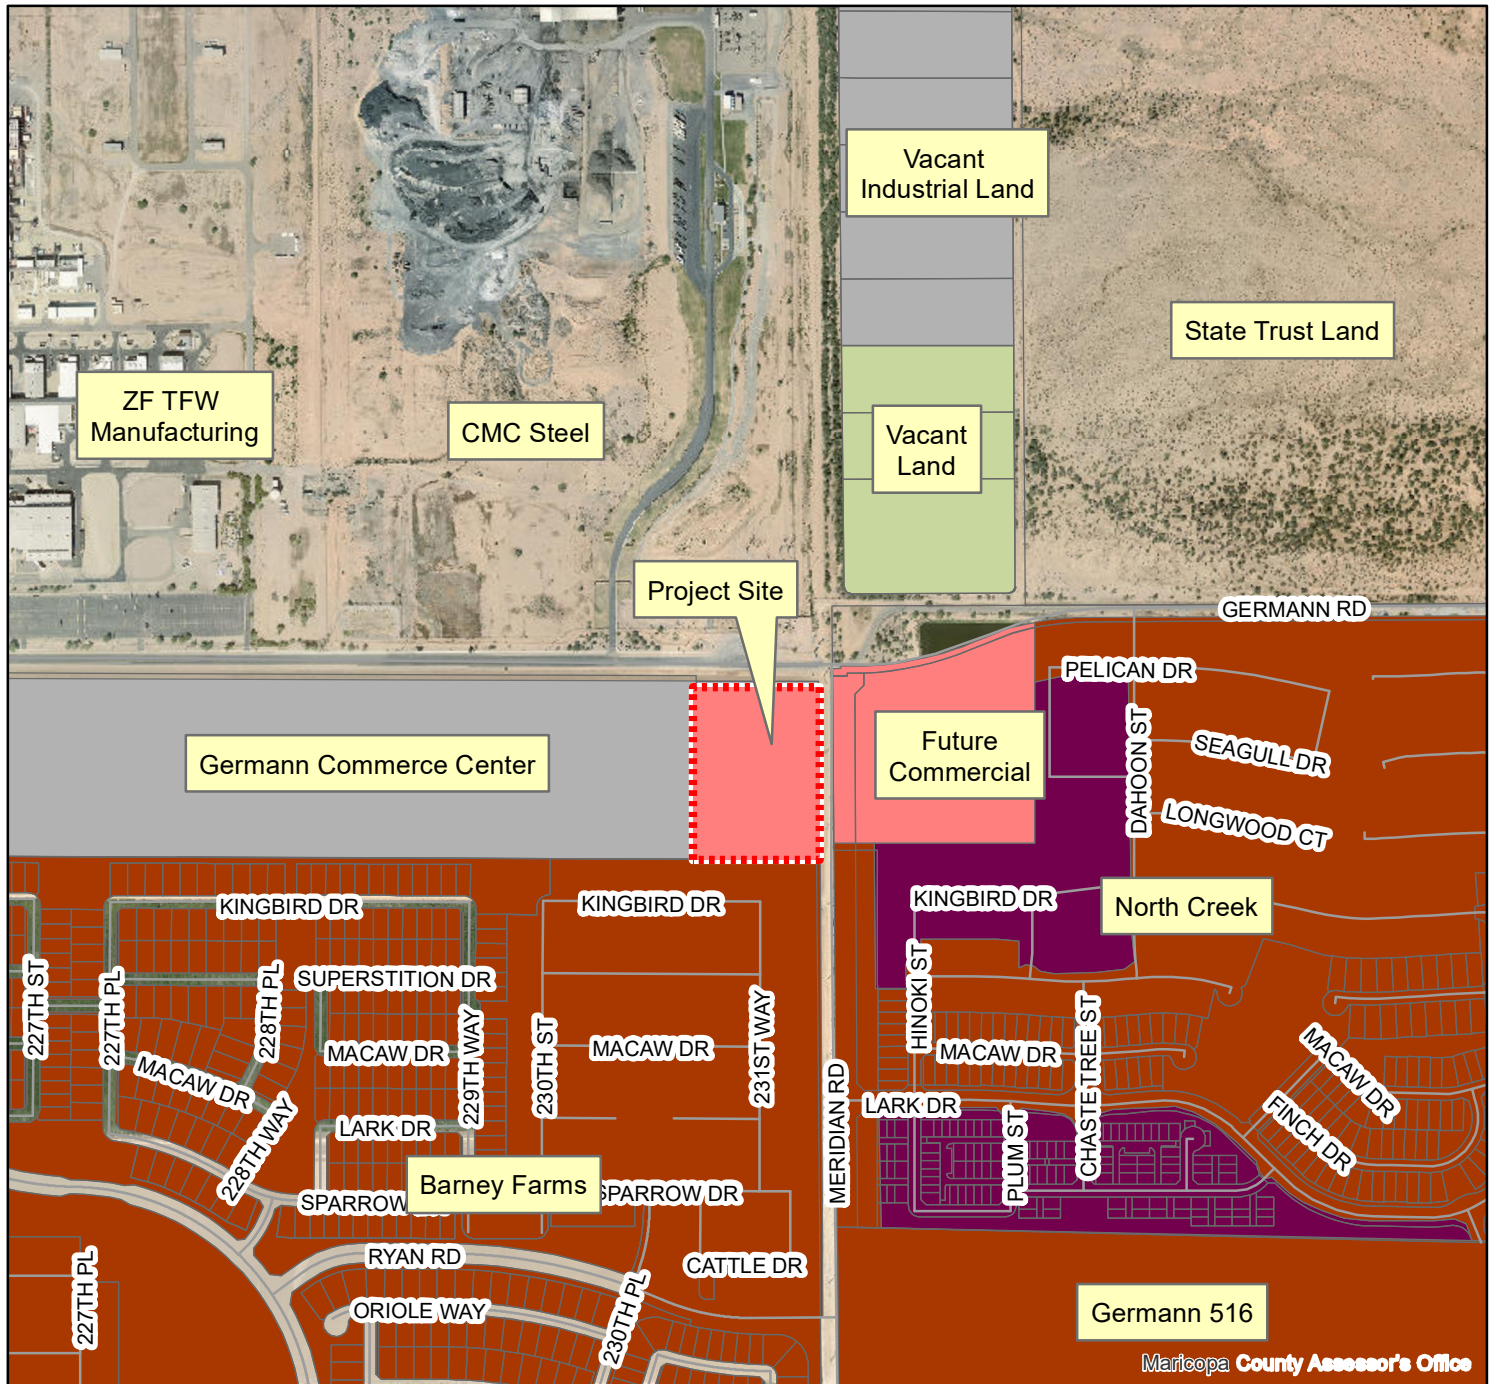 Vacant
Industrial Land
State Trust Land
ZF TFW
Manufacturing
CMC Steel
Vacant
Land
Project Site
GERMANN RD
PELICAN DR
DAHOON ST
SEAGULL DR
LONGWOOD CT
Future
Commercial
Germann Commerce Center
KINGBIRD DR
KINGBIRD DR
KINGBIRD DR
North Creek
227TH ST
227TH PL
228TH PL
SUPERSTITION DR
229TH WAY
230TH ST
231ST WAY
HINOKI ST
CHASTETREE ST
MACAW DR
MACAW DR
MACAW DR
MACAW DR
MACAW DR
MERIDIAN RD
LARK DR
LARK DR
PLUM ST
FINCH DR
228TH WAY
Barney Farms
SPARROW
SPARROW DR
RYAN RD
CATTLE DR
227TH PL
ORIOLE WAY
230TH PL
Germann 516
Maricopa County Assessor's Office